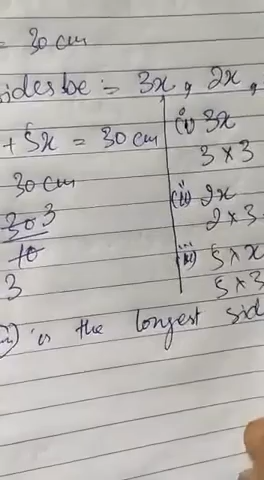 = 30 cm
sides be = 3x, 2x,
+ 5x = 30 cm
30 cm
30 3
10
3
(i) 3x
3 × 3
(ii) 2x
2 × 3
(iii) 5 × x
5 × 3
is the longest sid